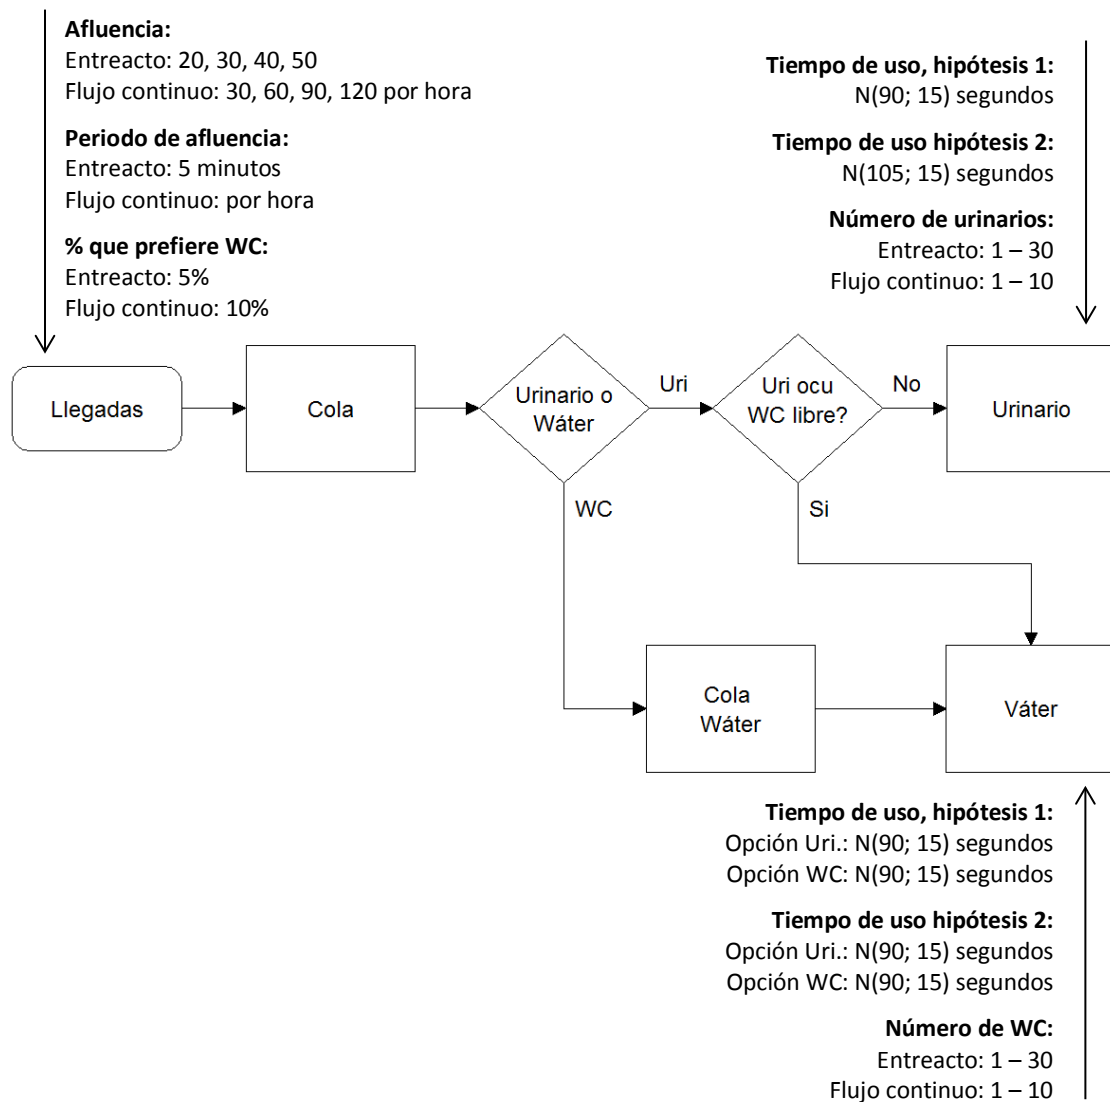 Afluencia:
Entreacto: 20, 30, 40, 50
Flujo continuo: 30, 60, 90, 120 por hora
Periodo de afluencia:
Entreacto: 5 minutos
Flujo continuo: por hora
% que prefiere WC:
Entreacto: 5%
Flujo continuo: 10%
Tiempo de uso, hipótesis 1:
N(90; 15) segundos
Tiempo de uso hipótesis 2:
N(105; 15) segundos
Número de urinarios:
Entreacto: 1 – 30
Flujo continuo: 1 – 10
Llegadas
Cola
Urinario o
Wáter
Uri
Uri ocu
WC libre?
No
Urinario
WC
Si
Cola
Wáter
Váter
Tiempo de uso, hipótesis 1:
Opción Uri.: N(90; 15) segundos
Opción WC: N(90; 15) segundos
Tiempo de uso hipótesis 2:
Opción Uri.: N(90; 15) segundos
Opción WC: N(90; 15) segundos
Número de WC:
Entreacto: 1 – 30
Flujo continuo: 1 – 10